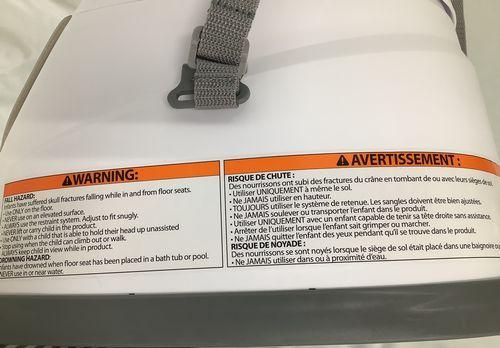 WARNING:
FALL HAZARD:
Infants have suffered skull fractures falling while in and from floor seats.
• Use ONLY on the floor.
• NEVER use on an elevated surface.
• ALWAYS use the restraint system. Adjust to fit snugly.
• NEVER lift or carry child in the product.
• Use ONLY with a child that is able to hold their head up unassisted
• Stop using when the child can climb out or walk.
• ALWAYS keep child in view while in product.
DROWNING HAZARD:
Infants have drowned when floor seat has been placed in a bath tub or pool.
• NEVER use in or near water.
AVERTISSEMENT :
RISQUE DE CHUTE :
Des nourrissons ont subi des fractures du crâne en tombant de ou avec leurs sièges de sol.
• Utiliser UNIQUEMENT à même le sol.
• Ne JAMAIS utiliser en hauteur.
• TOUJOURS utiliser le système de retenue. Les sangles doivent être bien ajustées.
• Ne JAMAIS soulever ou transporter l'enfant dans le produit.
• Utiliser UNIQUEMENT avec un enfant capable de tenir sa tête droite sans assistance.
• Arrêter de l'utiliser lorsque l'enfant sait grimper ou marcher.
• Ne JAMAIS quitter l'enfant des yeux pendant qu'il se trouve dans le produit.
RISQUE DE NOYADE :
Des nourrissons se sont noyés lorsque le siège de sol était placé dans une baignoire ou
• Ne JAMAIS utiliser dans ou à proximité d'eau.